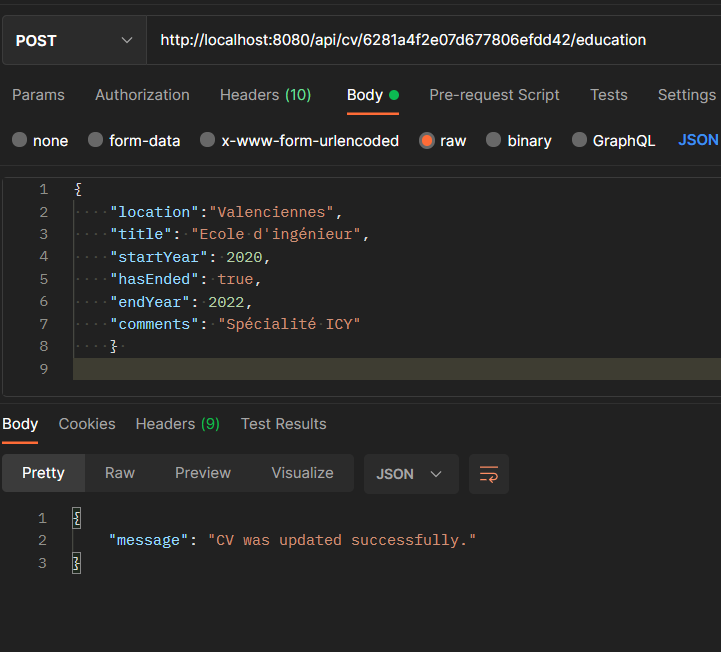 POST http://localhost:8080/api/cv/6281a4f2e07d677806efdd42/education
Params Authorization Headers (10) Body Pre-request Script Tests Settings
none form-data x-www-form-urlencoded raw binary GraphQL JSON
1 {
2 "location":"Valenciennes",
3 "title": "Ecole d'ingénieur",
4 "startYear": 2020,
5 "hasEnded": true,
6 "endYear": 2022,
7 "comments": "Spécialité ICY"
8 }
9
Body Cookies Headers (9) Test Results
Pretty Raw Preview Visualize JSON
1 {
2 "message": "CV was updated successfully."
3 }